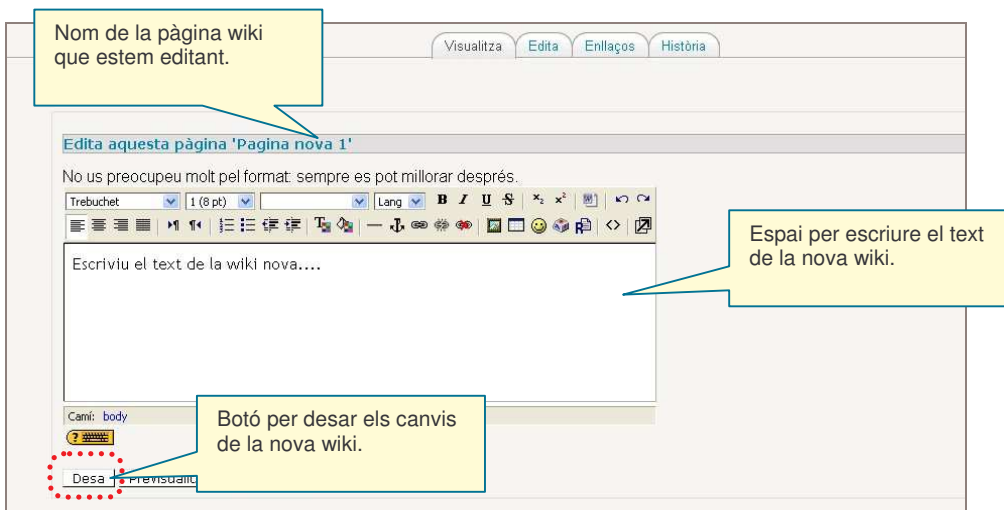 Nom de la pàgina wiki
que estem editant.
Visualitza Edita Enllaços Història
Edita aquesta pàgina 'Pagina nova 1'
No us preocupeu molt pel format: sempre es pot millorar després.
Trebuchet 1 (8 pt) Lang B I U S x₂ x²
Escriviu el text de la wiki nova....
Espai per escriure el text
de la nova wiki.
Camí: body
Botó per desar els canvis
de la nova wiki.
?
Desa